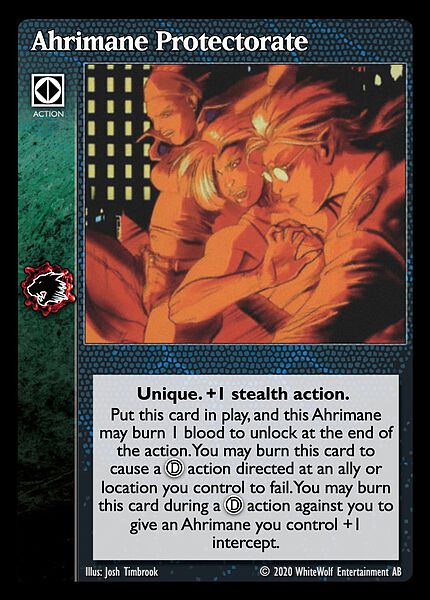 Ahrimane Protectorate
ACTION
Unique. +1 stealth action.
Put this card in play, and this Ahrimane
may burn 1 blood to unlock at the end of
the action. You may burn this card to
cause a Ⓓ action directed at an ally or
location you control to fail. You may burn
this card during a Ⓓ action against you to
give an Ahrimane you control +1
intercept.
Illus: Josh Timbrook
© 2020 WhiteWolf Entertainment AB